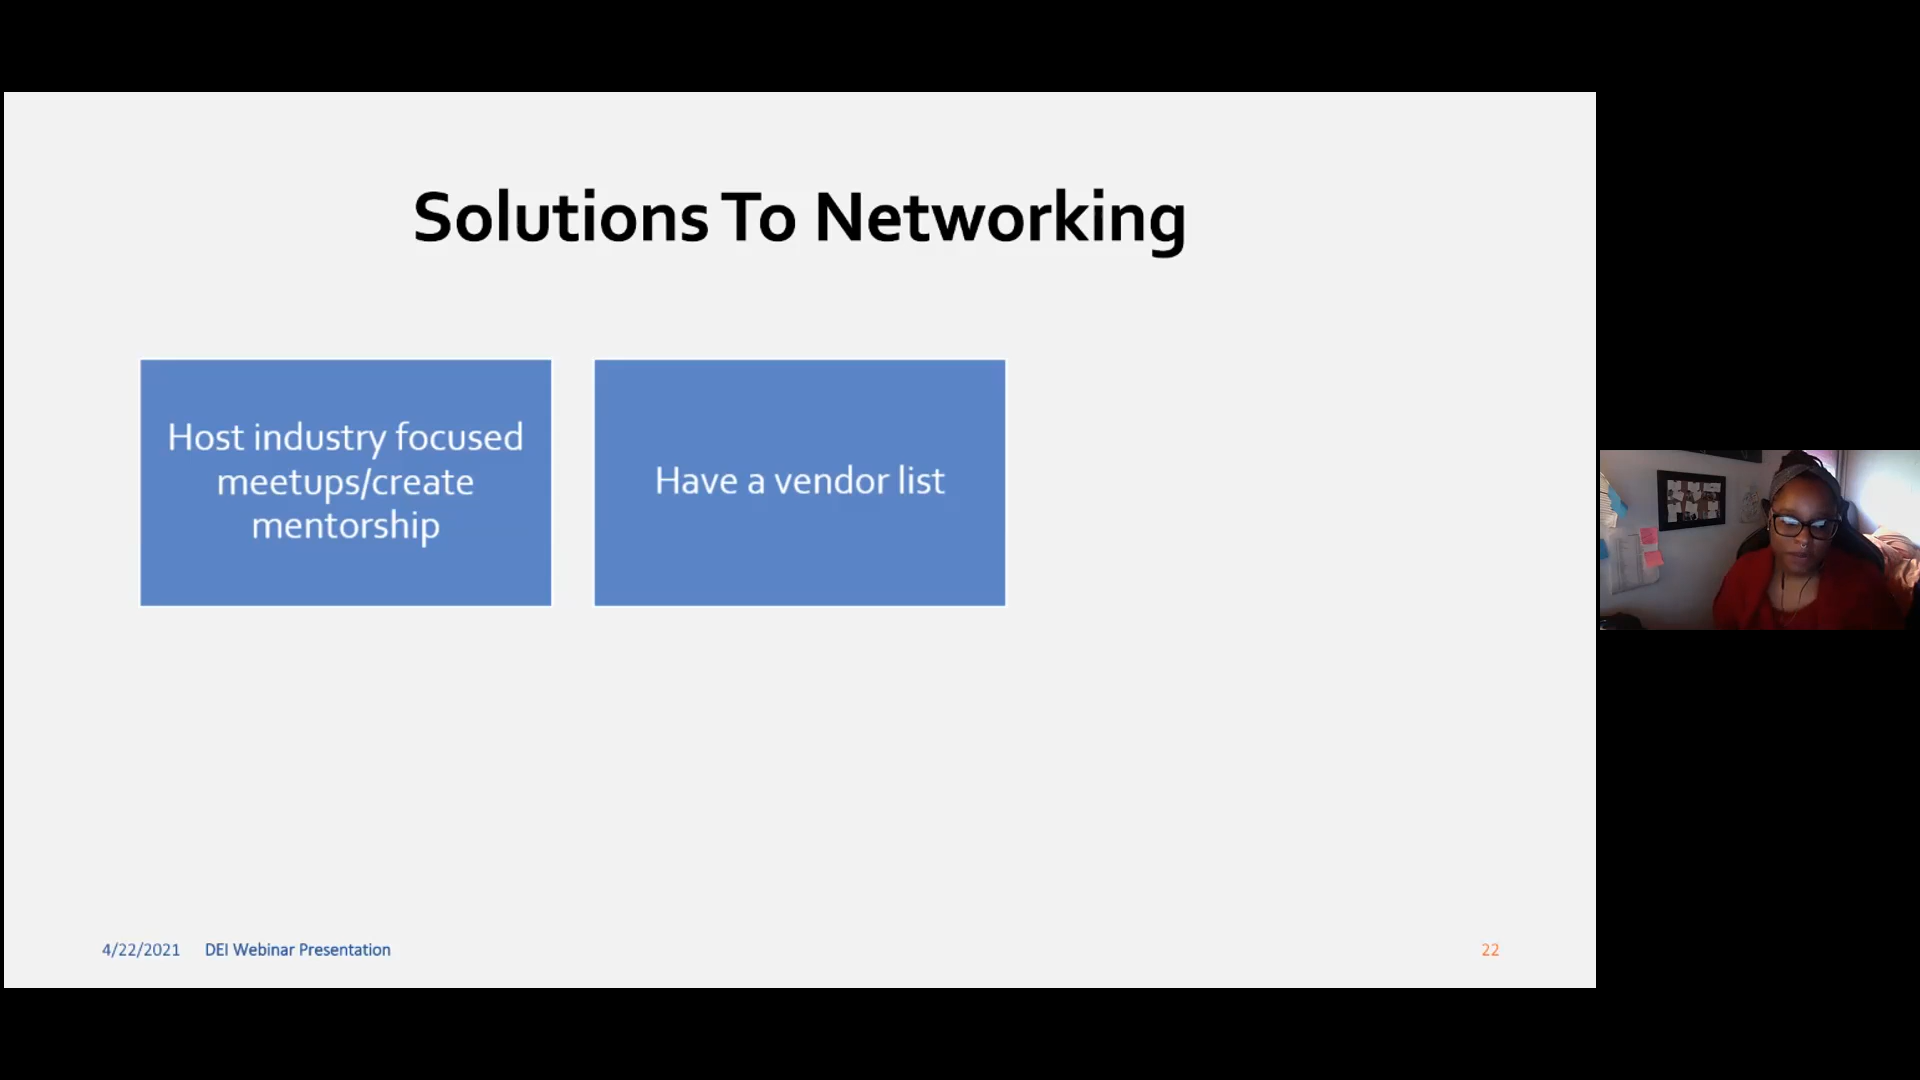 Solutions To Networking
Host industry focused
meetups/create
mentorship
Have a vendor list
4/22/2021 DEI Webinar Presentation
22